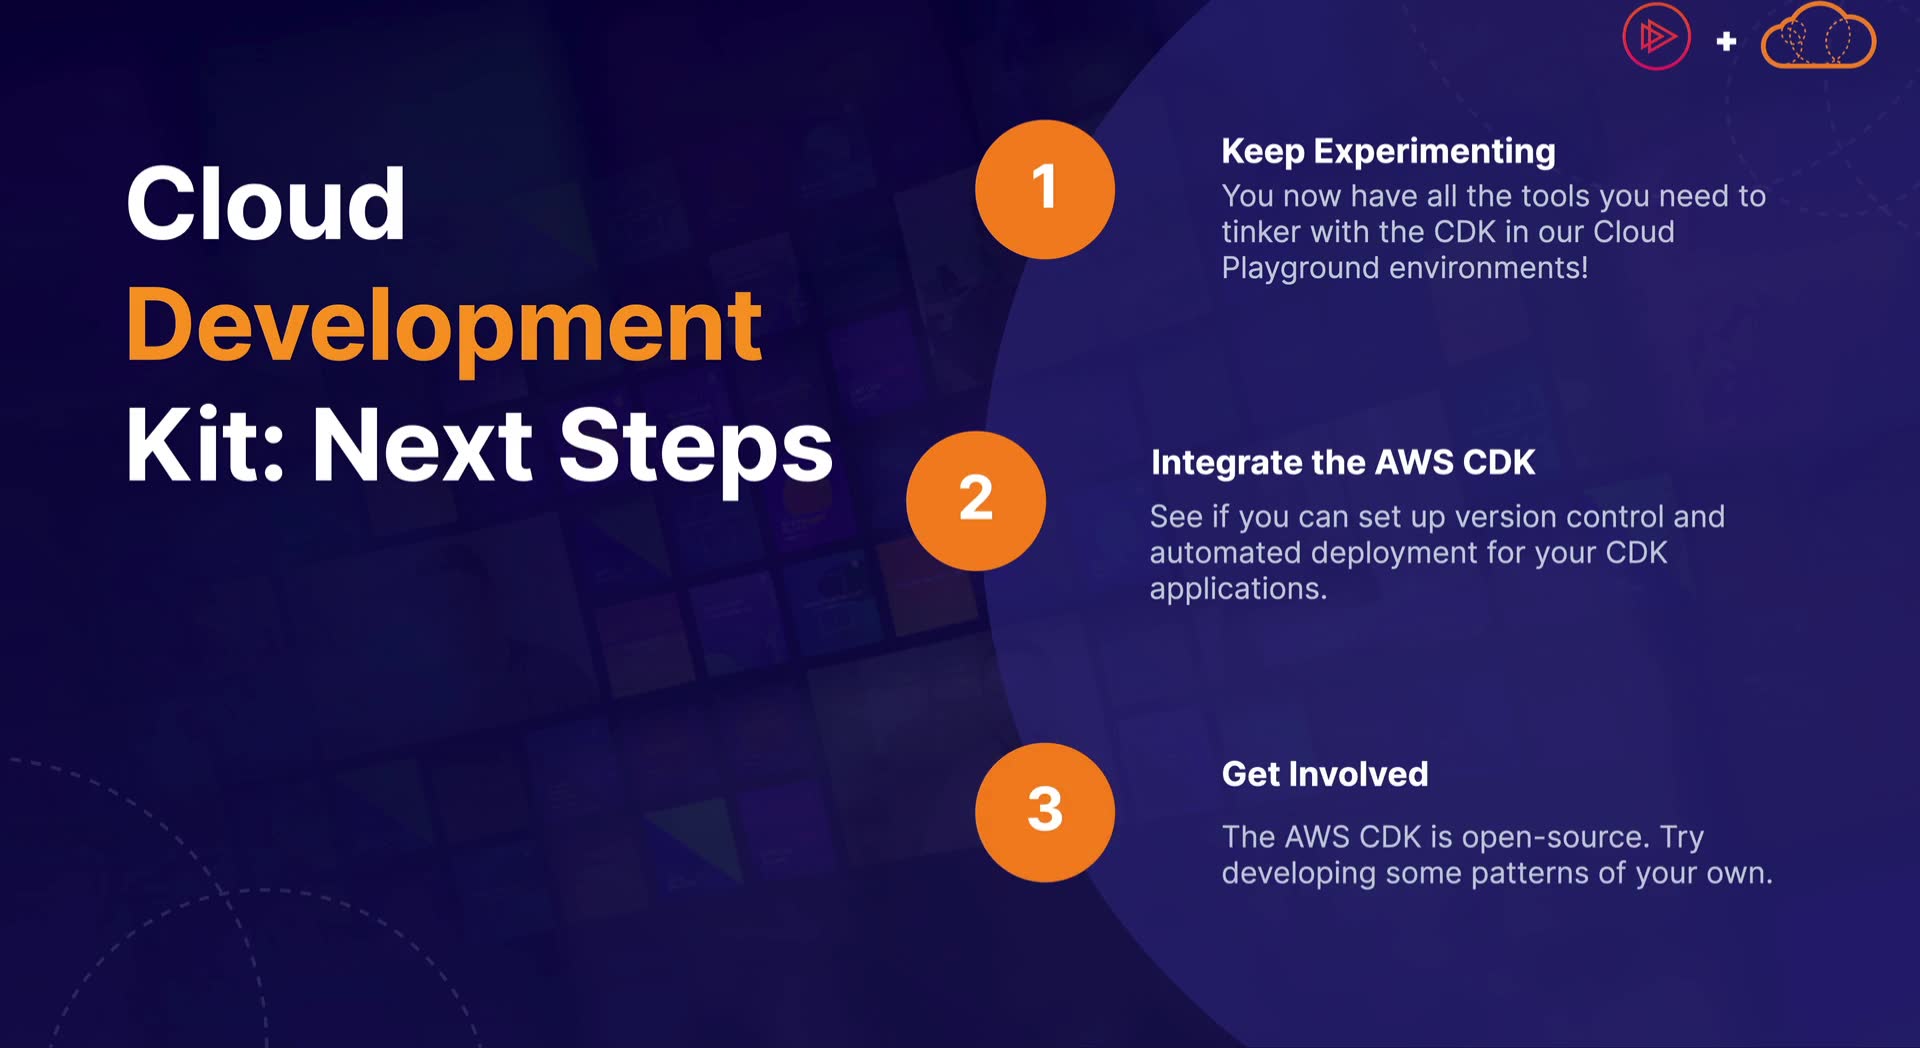 Cloud
Development
Kit: Next Steps
1
Keep Experimenting
You now have all the tools you need to
tinker with the CDK in our Cloud
Playground environments!
2
Integrate the AWS CDK
See if you can set up version control and
automated deployment for your CDK
applications.
3
Get Involved
The AWS CDK is open-source. Try
developing some patterns of your own.